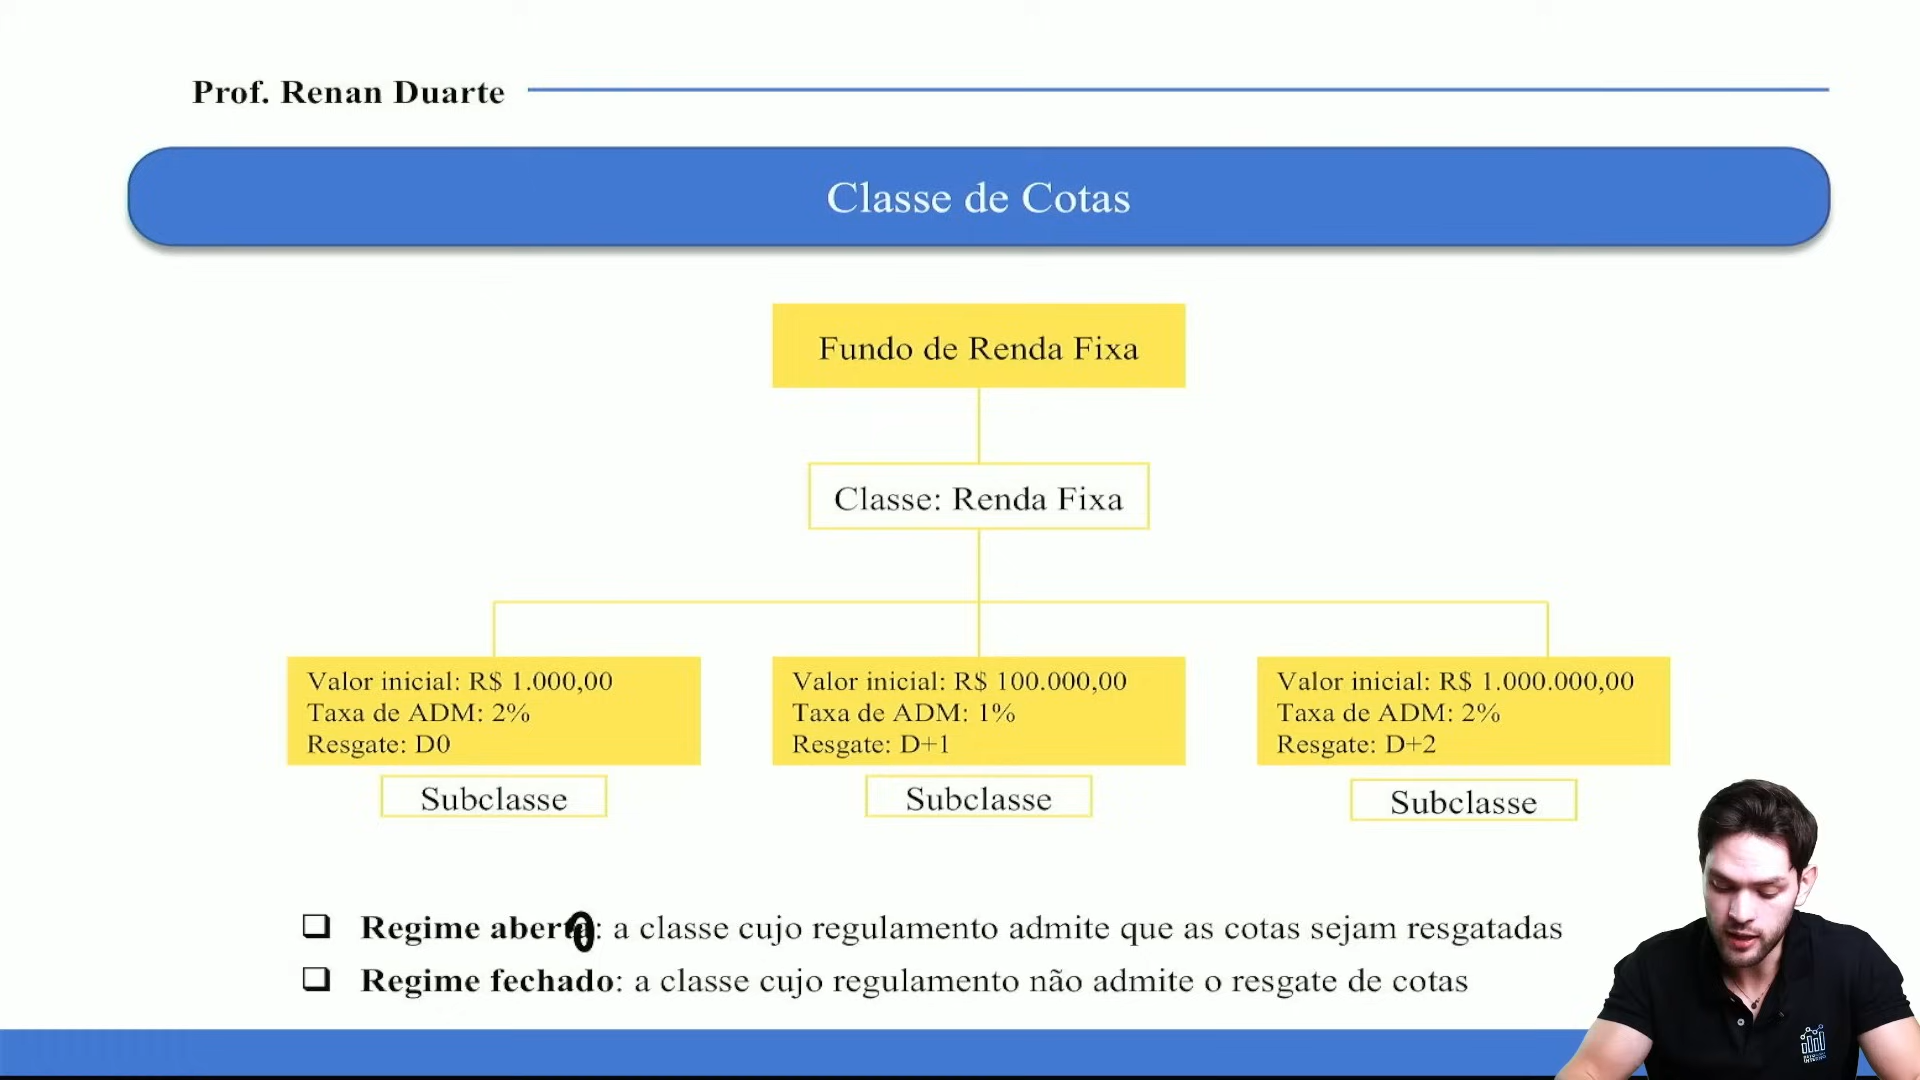 Prof. Renan Duarte
Classe de Cotas
Fundo de Renda Fixa
Classe: Renda Fixa
Valor inicial: R$ 1.000,00
Taxa de ADM: 2%
Resgate: D0
Subclasse
Valor inicial: R$ 100.000,00
Taxa de ADM: 1%
Resgate: D+1
Subclasse
Valor inicial: R$ 1.000.000,00
Taxa de ADM: 2%
Resgate: D+2
Subclasse
Regime aberto: a classe cujo regulamento admite que as cotas sejam resgatadas
Regime fechado: a classe cujo regulamento não admite o resgate de cotas